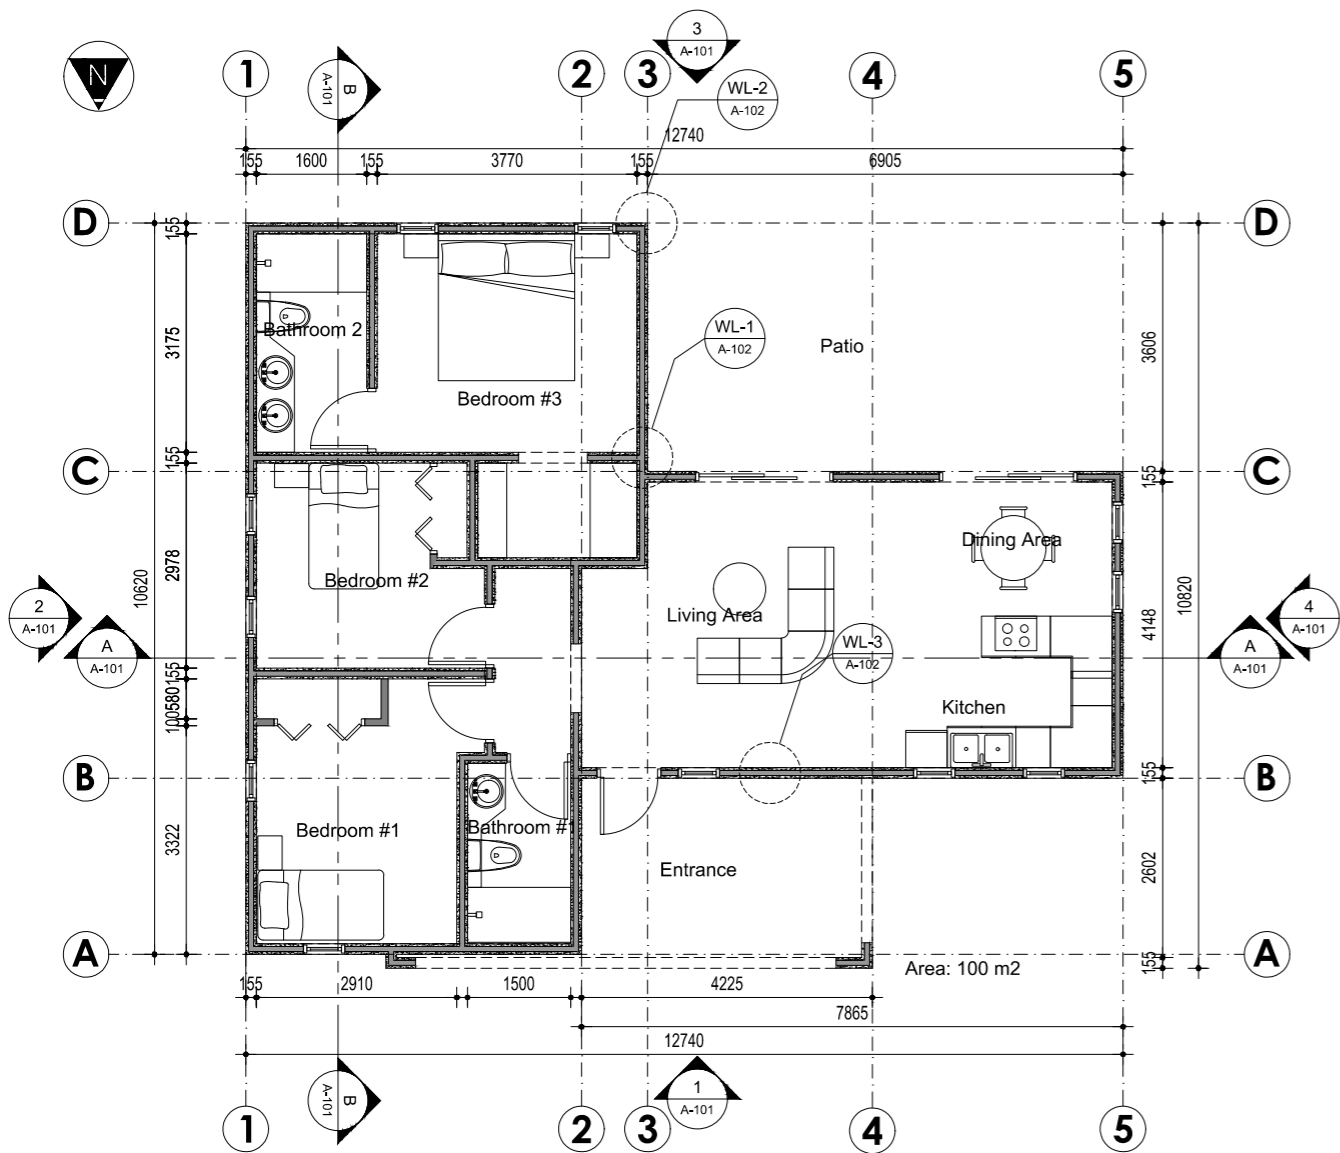 N
1
2
3
4
5
3
A-101
B
A-101
WL-2
A-102
12740
155
1600
155
3770
155
6905
D
D
155
3175
Bathroom 2
Bedroom #3
WL-1
A-102
Patio
3606
155
C
C
155
2978
10620
Bedroom #2
Living Area
Dining Area
4148
10820
2
A-101
A
A-101
WL-3
A-102
A
A-101
4
A-101
155
580
100
Kitchen
B
B
155
3322
Bedroom #1
Bathroom #1
Entrance
2602
A
A
155
Area: 100 m2
155
2910
1500
4225
7865
12740
B
A-101
1
A-101
1
2
3
4
5